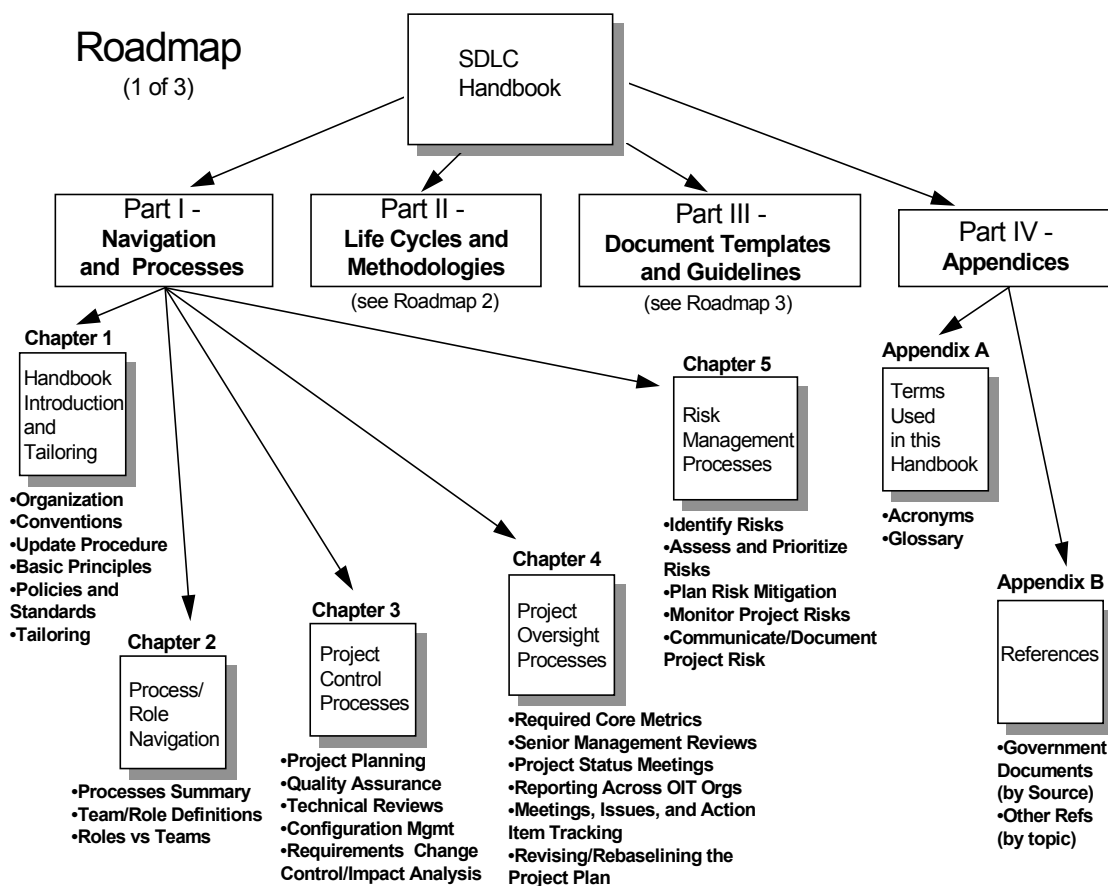 Roadmap
(1 of 3)
SDLC
Handbook
Part I -
Navigation
and Processes
Part II -
Life Cycles and
Methodologies
(see Roadmap 2)
Part III -
Document Templates
and Guidelines
(see Roadmap 3)
Part IV -
Appendices
Chapter 1
Handbook
Introduction
and
Tailoring
•Organization
•Conventions
•Update Procedure
•Basic Principles
•Policies and
Standards
•Tailoring
Chapter 2
Process/
Role
Navigation
•Processes Summary
•Team/Role Definitions
•Roles vs Teams
Chapter 3
Project
Control
Processes
•Project Planning
•Quality Assurance
•Technical Reviews
•Configuration Mgmt
•Requirements Change
Control/Impact Analysis
Chapter 4
Project
Oversight
Processes
•Required Core Metrics
•Senior Management Reviews
•Project Status Meetings
•Reporting Across OIT Orgs
•Meetings, Issues, and Action
Item Tracking
•Revising/Rebaselining the
Project Plan
Chapter 5
Risk
Management
Processes
•Identify Risks
•Assess and Prioritize
Risks
•Plan Risk Mitigation
•Monitor Project Risks
•Communicate/Document
Project Risk
Appendix A
Terms
Used
in this
Handbook
•Acronyms
•Glossary
Appendix B
References
•Government
Documents
(by Source)
•Other Refs
(by topic)